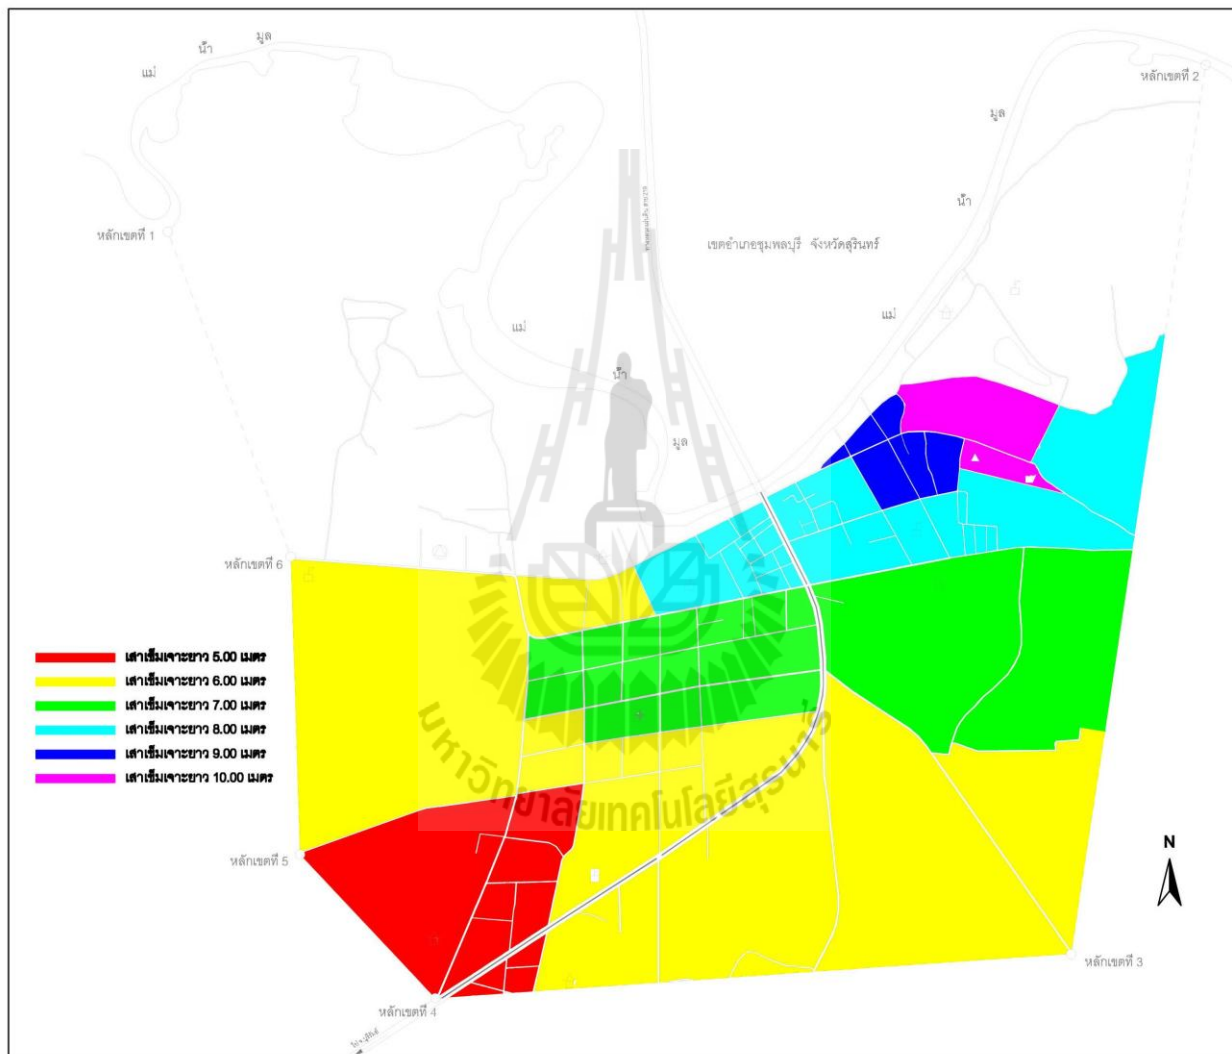 แม่ น้ำ มูล
หลักเขตที่ 2
มูล
น้ำ
หลักเขตที่ 1
เขตอำเภอชุมพลบุรี จังหวัดสุรินทร์
แม่
แม่
น้ำ
มูล
หลักเขตที่ 6
เสาเข็มเจาะยาว 5.00 เมตร
เสาเข็มเจาะยาว 6.00 เมตร
เสาเข็มเจาะยาว 7.00 เมตร
เสาเข็มเจาะยาว 8.00 เมตร
เสาเข็มเจาะยาว 9.00 เมตร
เสาเข็มเจาะยาว 10.00 เมตร
มหาวิทยาลัยเทคโนโลยีสุรนารี
N
หลักเขตที่ 5
หลักเขตที่ 3
หลักเขตที่ 4